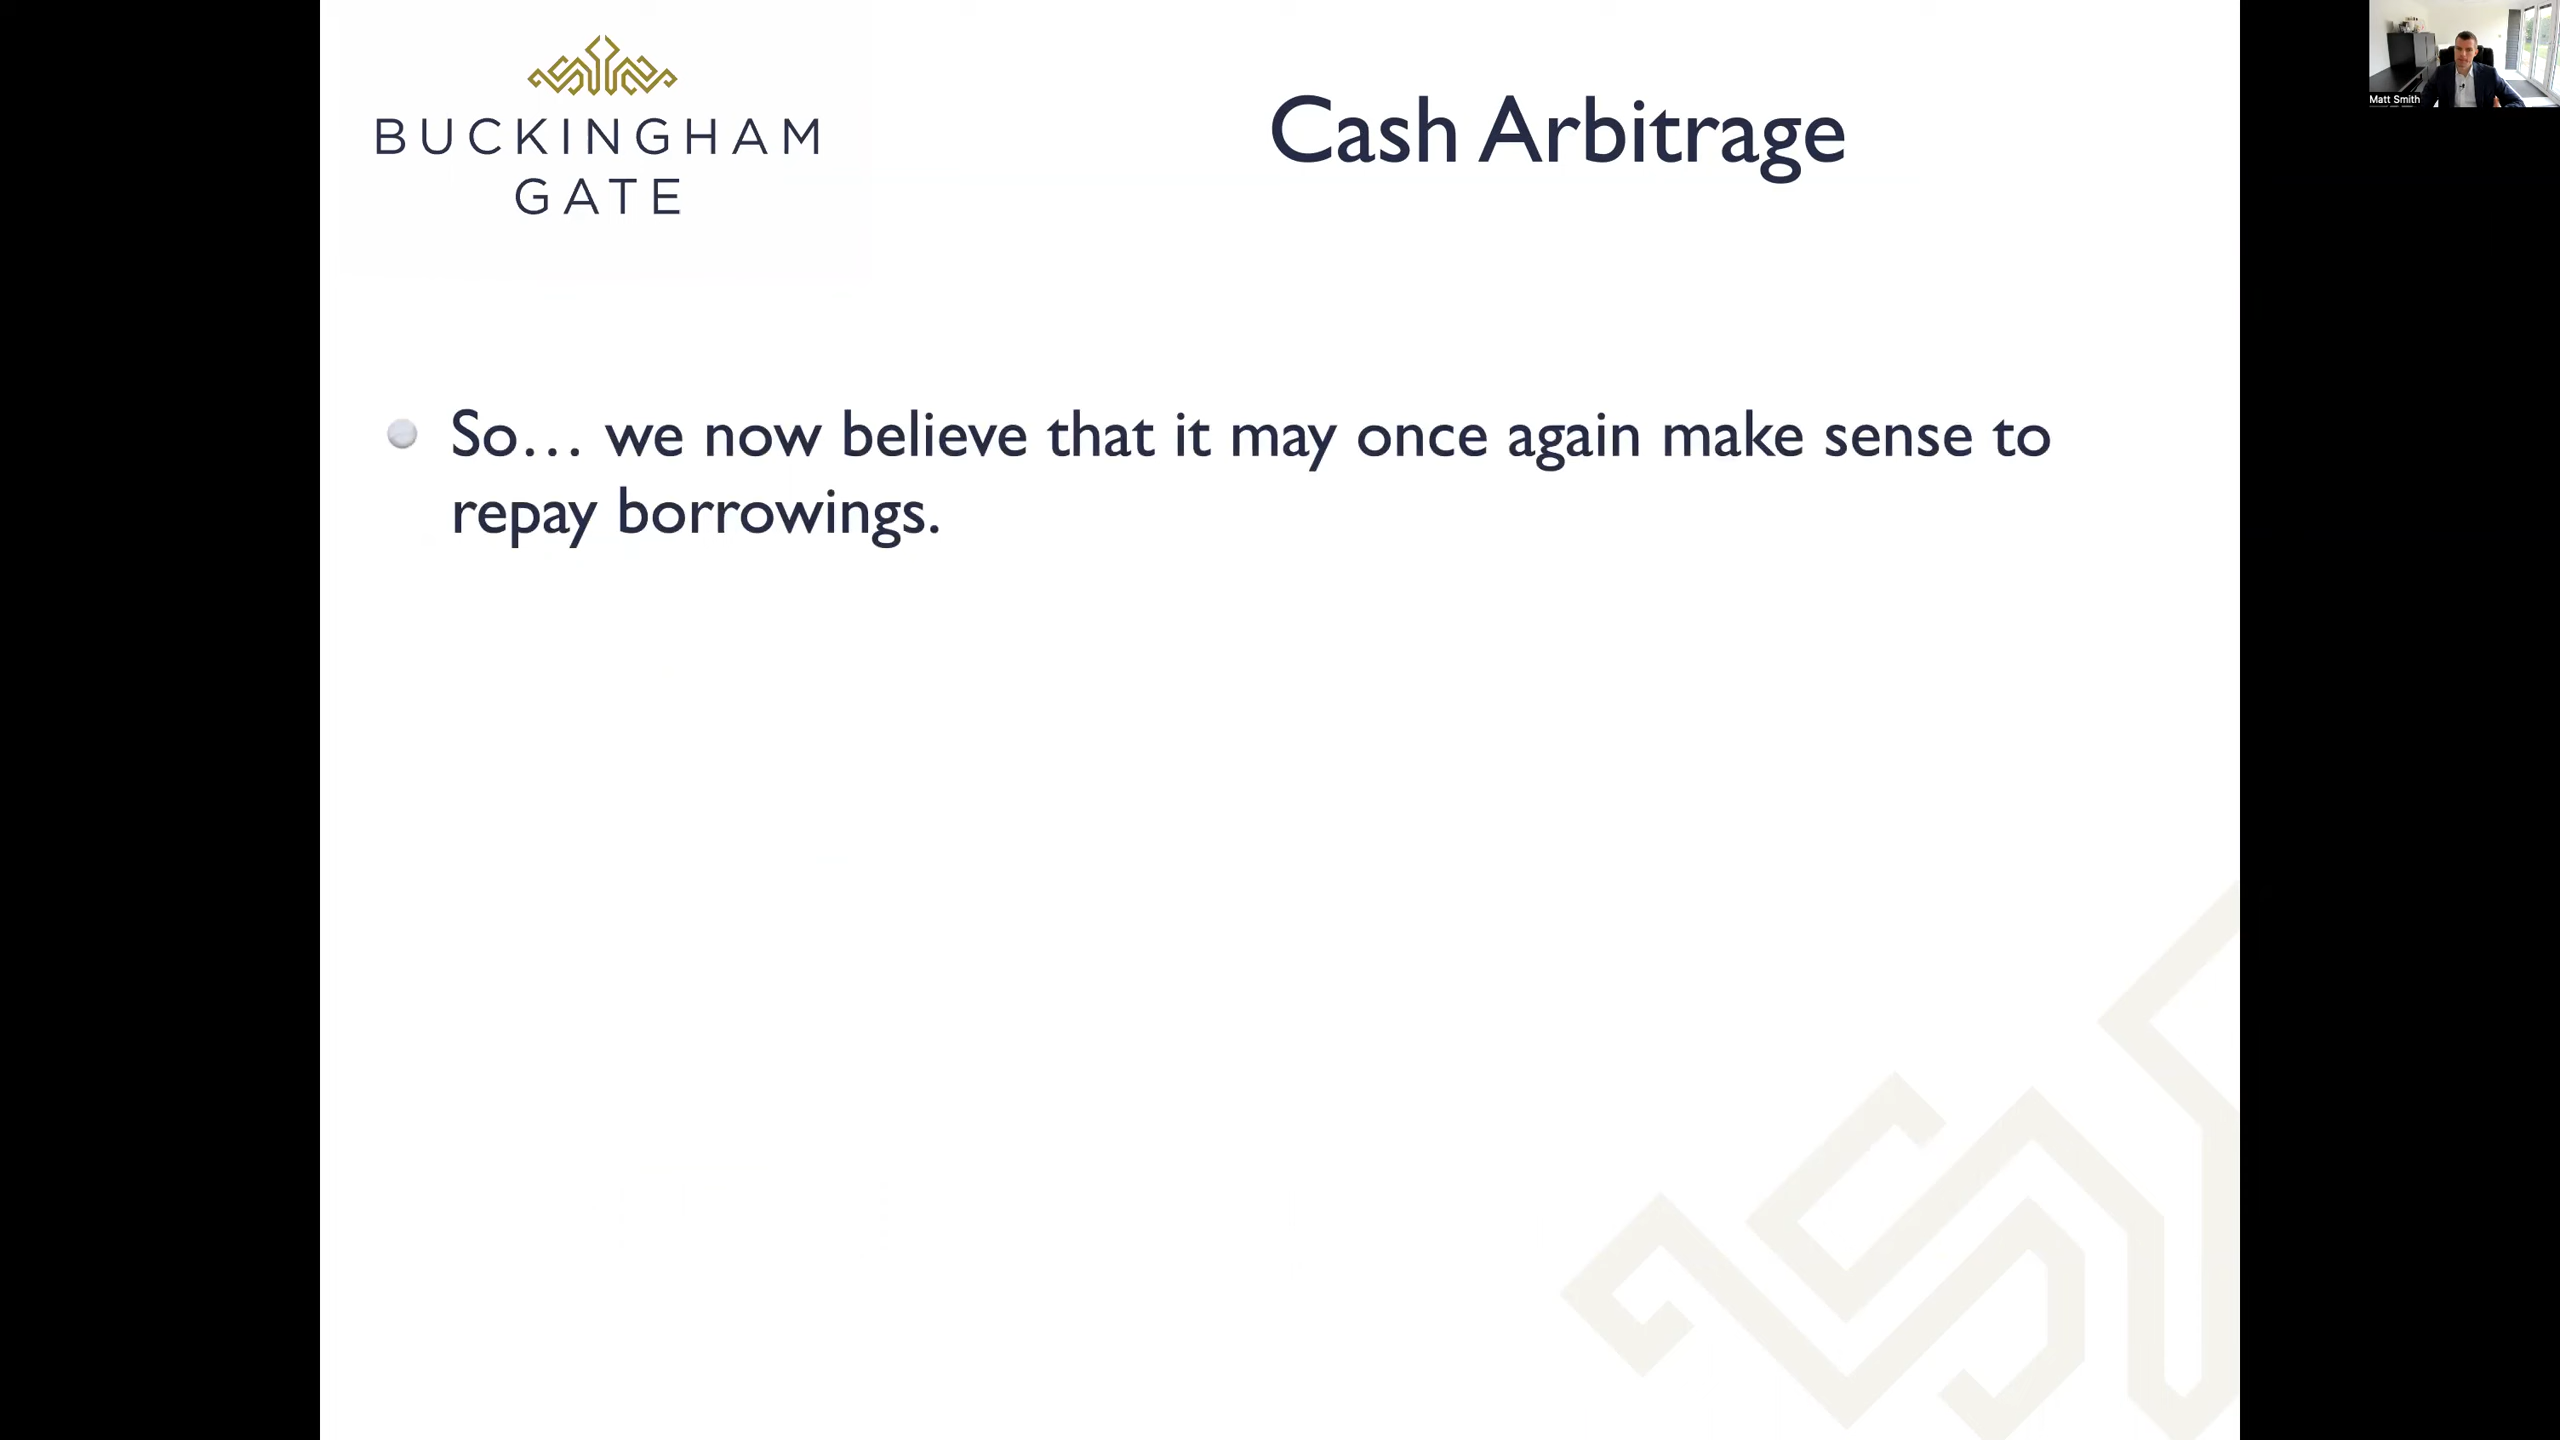 BUCKINGHAM
GATE
Cash Arbitrage
Matt Smith
So… we now believe that it may once again make sense to
repay borrowings.